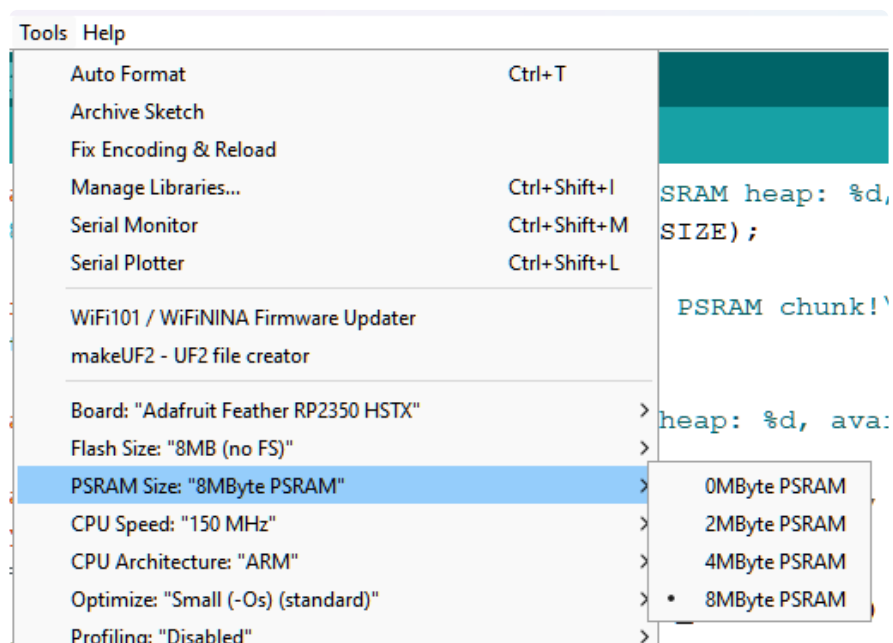 Tools Help
Auto Format Ctrl+T
Archive Sketch
Fix Encoding & Reload
Manage Libraries... Ctrl+Shift+I
SRAM heap: %d,
Serial Monitor Ctrl+Shift+M
SIZE);
Serial Plotter Ctrl+Shift+L
WiFi101 / WiFiNINA Firmware Updater
PSRAM chunk!\
makeUF2 - UF2 file creator
Board: "Adafruit Feather RP2350 HSTX"
heap: %d, avai
Flash Size: "8MB (no FS)"
PSRAM Size: "8MByte PSRAM"
0MByte PSRAM
CPU Speed: "150 MHz"
2MByte PSRAM
CPU Architecture: "ARM"
4MByte PSRAM
Optimize: "Small (-Os) (standard)"
8MByte PSRAM
Profiling: "Disabled"